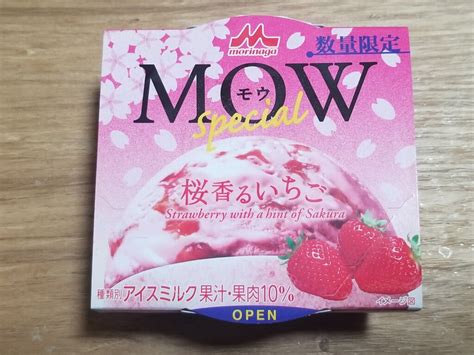 morinaga
数量限定
MOW
モウ
special
桜香るいちご
Strawberry with a hint of Sakura
種類別 アイスミルク 果汁・果肉10%
イメージ図
OPEN